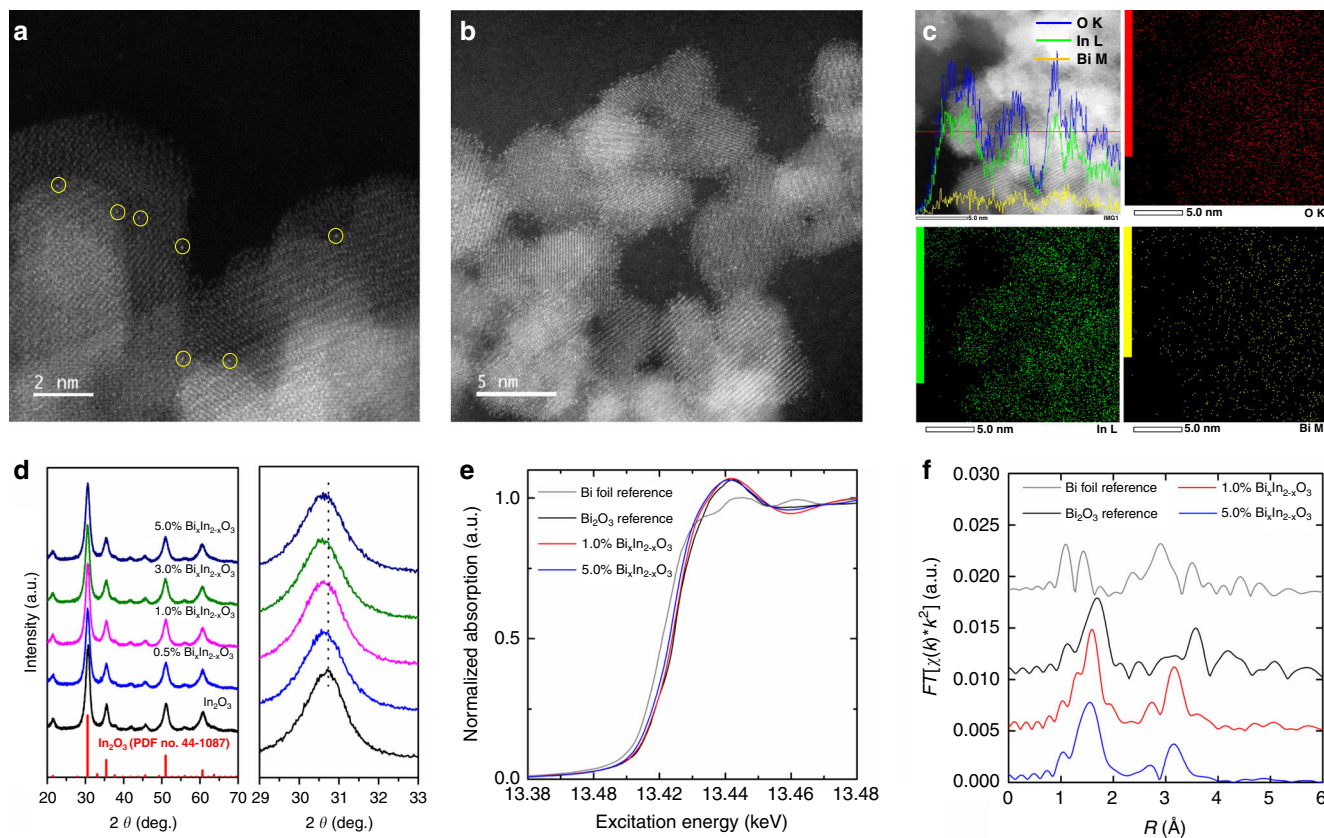 a
2 nm
b
5 nm
c
O K
In L
Bi M
5.0 nm
IMG1
5.0 nm
O K
5.0 nm
In L
5.0 nm
Bi M
d
Intensity (a.u.)
5.0% BiₓIn₂₋ₓO₃
3.0% BiₓIn₂₋ₓO₃
1.0% BiₓIn₂₋ₓO₃
0.5% BiₓIn₂₋ₓO₃
In₂O₃
In₂O₃ (PDF no. 44-1087)
20 30 40 50 60 70
2 θ (deg.)
29 30 31 32 33
2 θ (deg.)
e
Normalized absorption (a.u.)
1.0
0.5
0.0
Bi foil reference
Bi₂O₃ reference
1.0% BiₓIn₂₋ₓO₃
5.0% BiₓIn₂₋ₓO₃
13.38 13.40 13.42 13.44 13.46 13.48
Excitation energy (keV)
f
FT[χ(k)*k²] (a.u.)
0.030
0.025
0.020
0.015
0.010
0.005
0.000
Bi foil reference
1.0% BiₓIn₂₋ₓO₃
Bi₂O₃ reference
5.0% BiₓIn₂₋ₓO₃
0 1 2 3 4 5 6
R (Å)